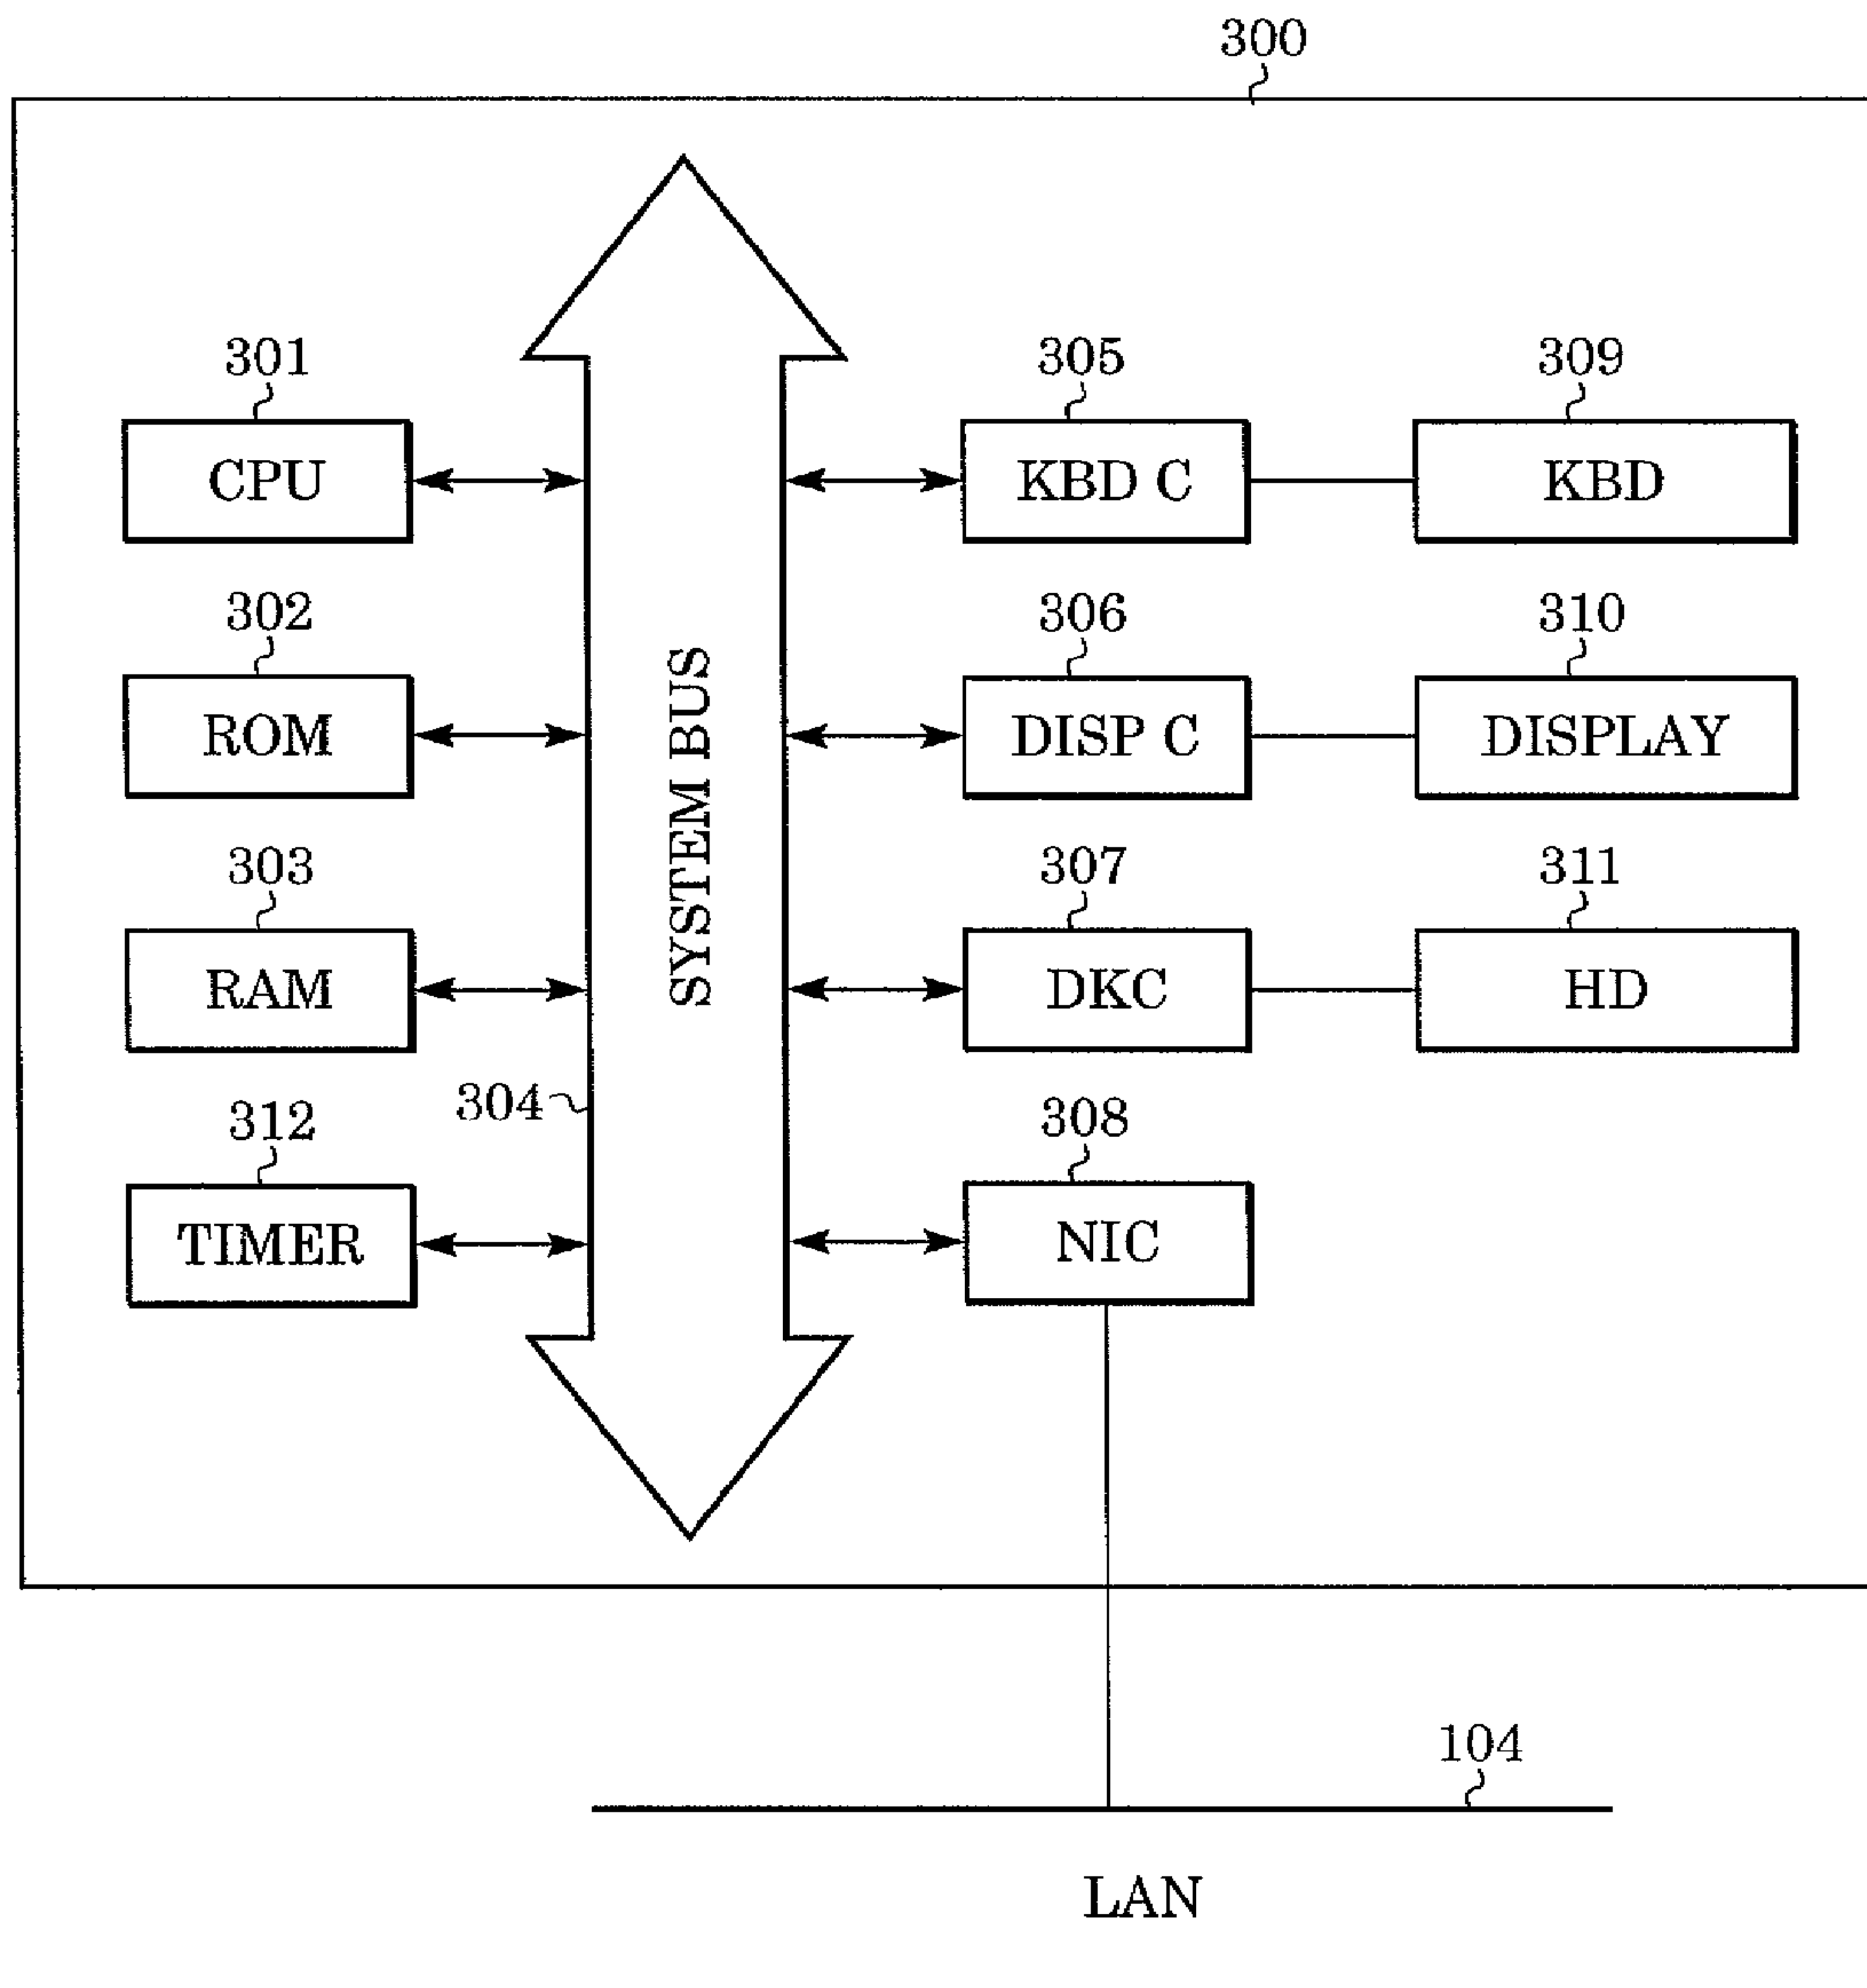 300
301
305
309
CPU
KBD C
KBD
302
306
310
ROM
DISP C
DISPLAY
SYSTEM BUS
303
307
311
RAM
DKC
HD
304
312
308
TIMER
NIC
104
LAN